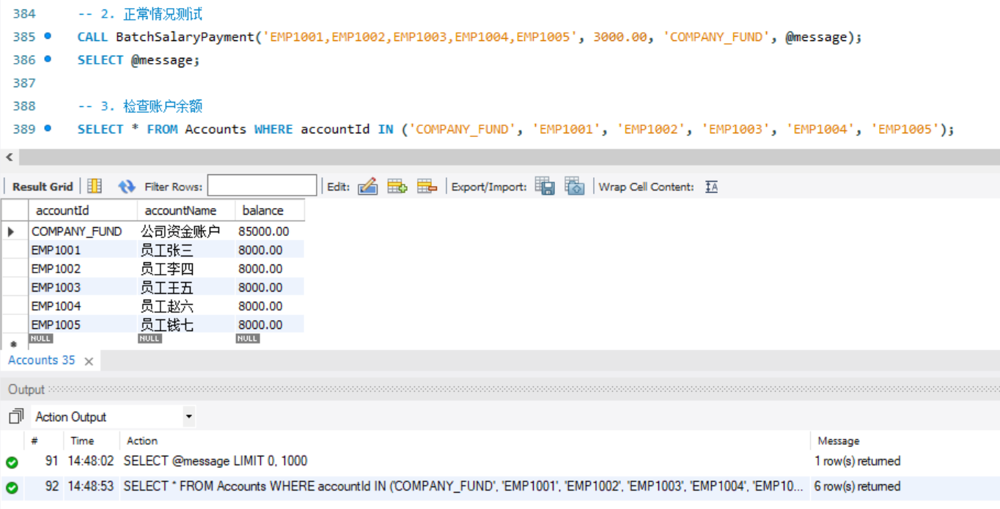 384 -- 2. 正常情况测试
385 CALL BatchSalaryPayment('EMP1001,EMP1002,EMP1003,EMP1004,EMP1005', 3000.00, 'COMPANY_FUND', @message);
386 SELECT @message;
387
388 -- 3. 检查账户余额
389 SELECT * FROM Accounts WHERE accountId IN ('COMPANY_FUND', 'EMP1001', 'EMP1002', 'EMP1003', 'EMP1004', 'EMP1005');
Result Grid Filter Rows: Edit: Export/Import: Wrap Cell Content:
accountId accountName balance
COMPANY_FUND 公司资金账户 85000.00
EMP1001 员工张三 8000.00
EMP1002 员工李四 8000.00
EMP1003 员工王五 8000.00
EMP1004 员工赵六 8000.00
EMP1005 员工钱七 8000.00
NULL NULL NULL
Accounts 35
Output
Action Output
# Time Action Message
91 14:48:02 SELECT @message LIMIT 0, 1000 1 row(s) returned
92 14:48:53 SELECT * FROM Accounts WHERE accountId IN ('COMPANY_FUND', 'EMP1001', 'EMP1002', 'EMP1003', 'EMP1004', 'EMP10... 6 row(s) returned